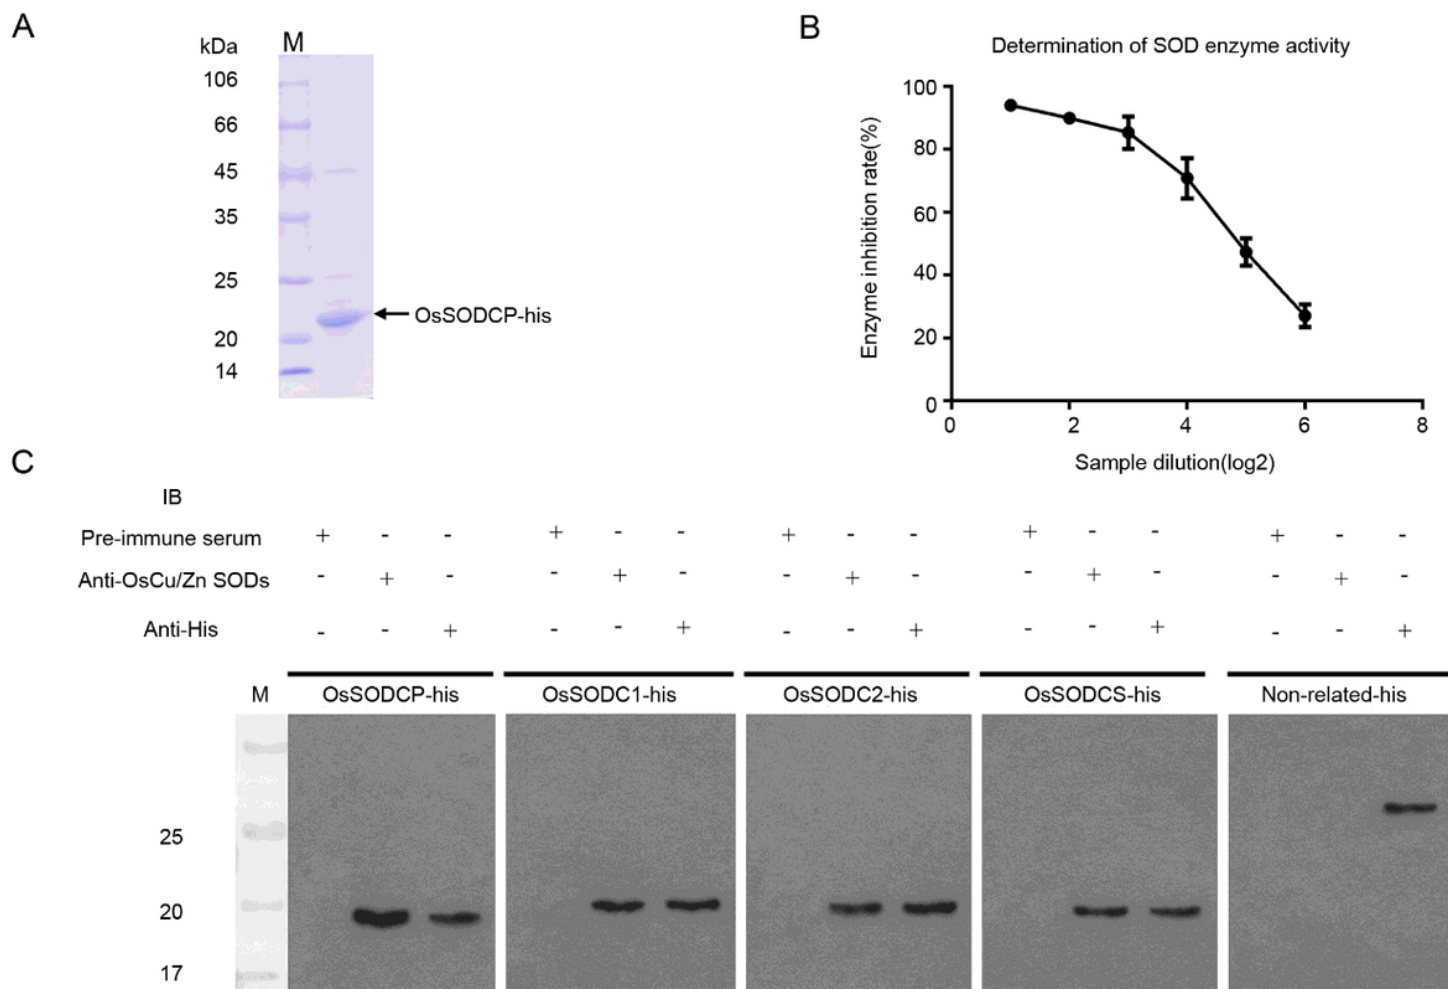 A
kDa
M
106
66
45
35
25
20
14
OsSODCP-his
B
Determination of SOD enzyme activity
Enzyme inhibition rate(%)
100
80
60
40
20
0
0 2 4 6 8
Sample dilution(log2)
C
IB
Pre-immune serum + - - + - - + - - + - - + - -
Anti-OsCu/Zn SODs - + - - + - - + - - + - - + -
Anti-His - - + - - + - - + - - + - - +
M OsSODCP-his OsSODC1-his OsSODC2-his OsSODCS-his Non-related-his
25
20
17